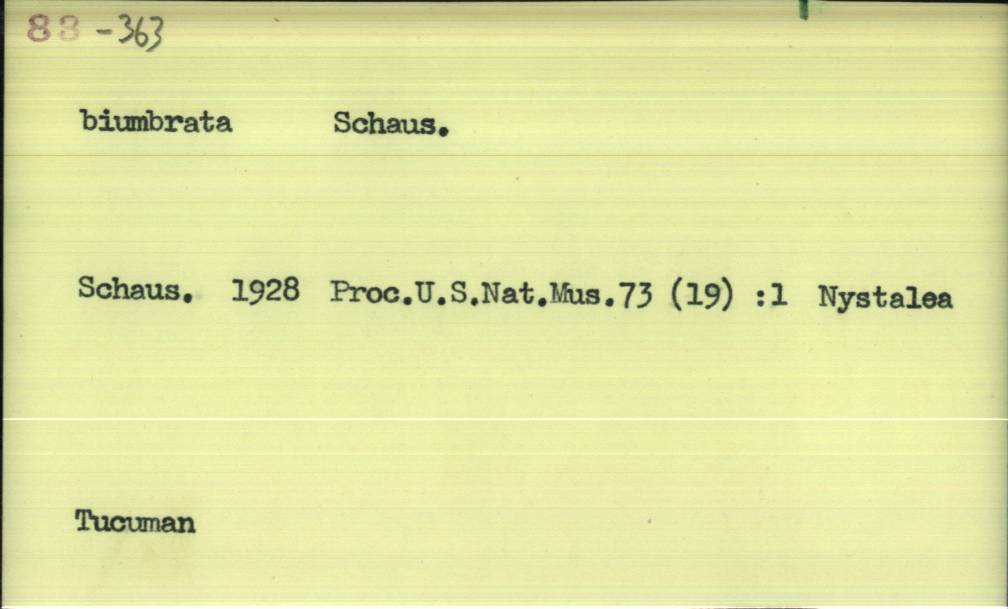 88-363
biumbrata Schaus.
Schaus. 1928 Proc.U.S.Nat.Mus.73 (19) :1 Nystalea
Tucuman